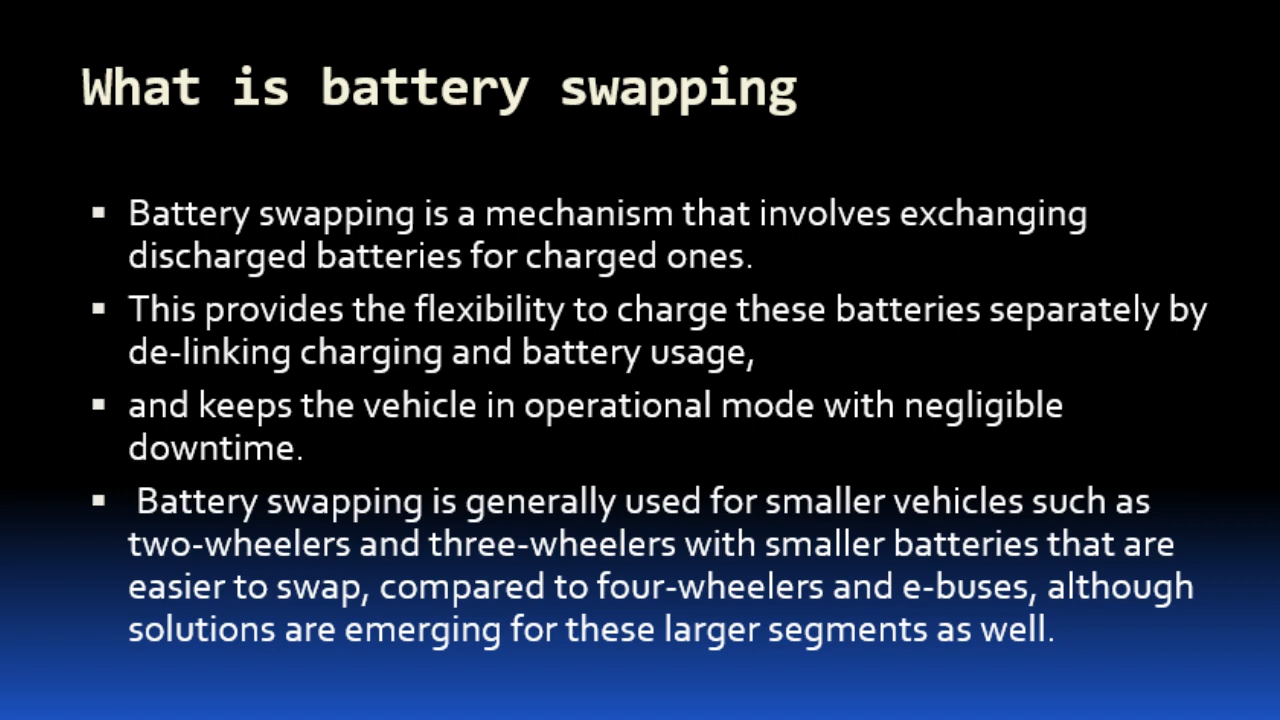 What is battery swapping
▪ Battery swapping is a mechanism that involves exchanging
discharged batteries for charged ones.
▪ This provides the flexibility to charge these batteries separately by
de-linking charging and battery usage,
▪ and keeps the vehicle in operational mode with negligible
downtime.
▪ Battery swapping is generally used for smaller vehicles such as
two-wheelers and three-wheelers with smaller batteries that are
easier to swap, compared to four-wheelers and e-buses, although
solutions are emerging for these larger segments as well.